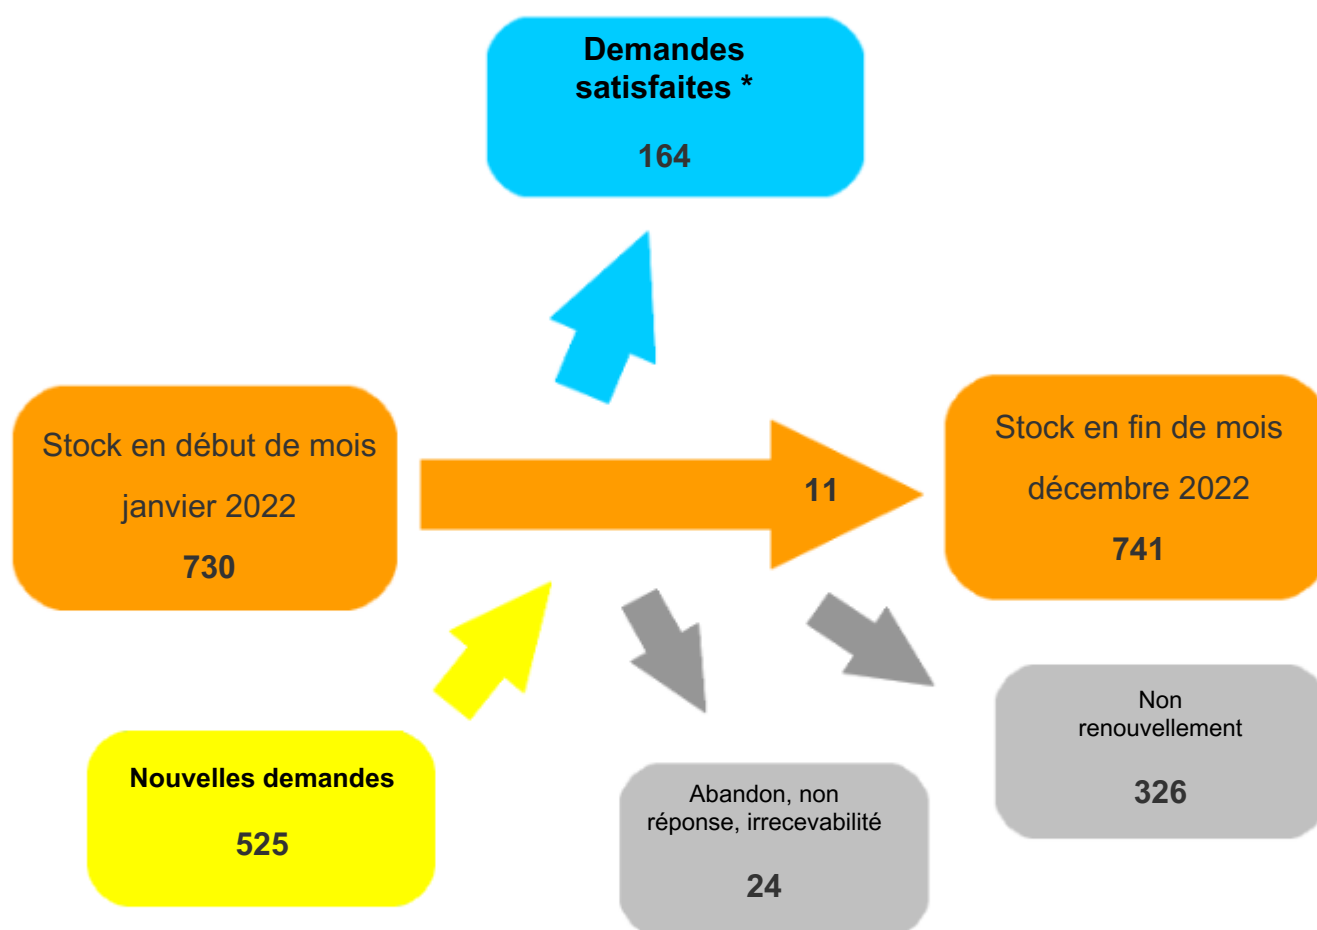 Demandes
satisfaites *
164
Stock en début de mois
janvier 2022
730
11
Stock en fin de mois
décembre 2022
741
Nouvelles demandes
525
Abandon, non
réponse, irrecevabilité
24
Non
renouvellement
326